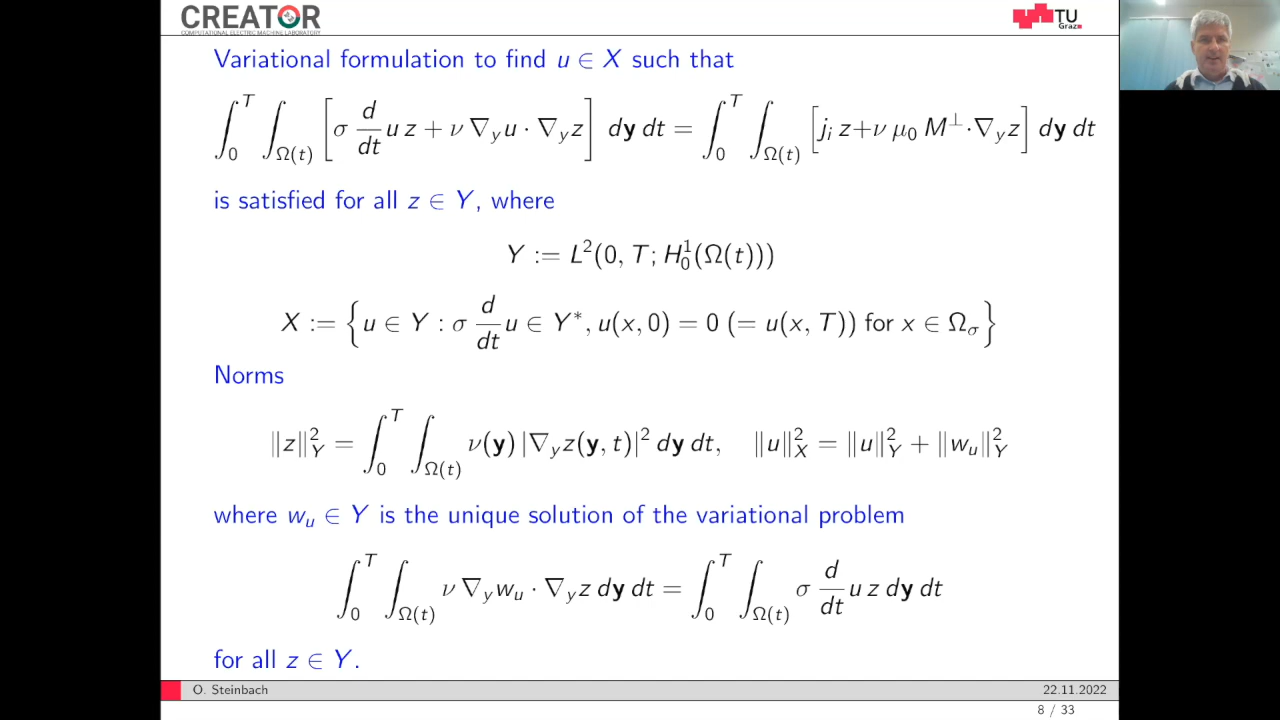 CREATOR
COMPUTATIONAL ELECTRIC MACHINE LABORATORY
TU
Graz
Variational formulation to find u ∈ X such that
∫_0^T ∫_{Ω(t)} [σ d/dt u z + ν ∇_y u · ∇_y z] dy dt = ∫_0^T ∫_{Ω(t)} [j_i z + ν μ_0 M^⊥ · ∇_y z] dy dt
is satisfied for all z ∈ Y, where
Y := L^2(0, T; H_0^1(Ω(t)))
X := {u ∈ Y : σ d/dt u ∈ Y*, u(x, 0) = 0 (= u(x, T)) for x ∈ Ω_σ}
Norms
‖z‖_Y^2 = ∫_0^T ∫_{Ω(t)} ν(y) |∇_y z(y, t)|^2 dy dt, ‖u‖_X^2 = ‖u‖_Y^2 + ‖w_u‖_Y^2
where w_u ∈ Y is the unique solution of the variational problem
∫_0^T ∫_{Ω(t)} ν ∇_y w_u · ∇_y z dy dt = ∫_0^T ∫_{Ω(t)} σ d/dt u z dy dt
for all z ∈ Y.
O. Steinbach 22.11.2022
8 / 33